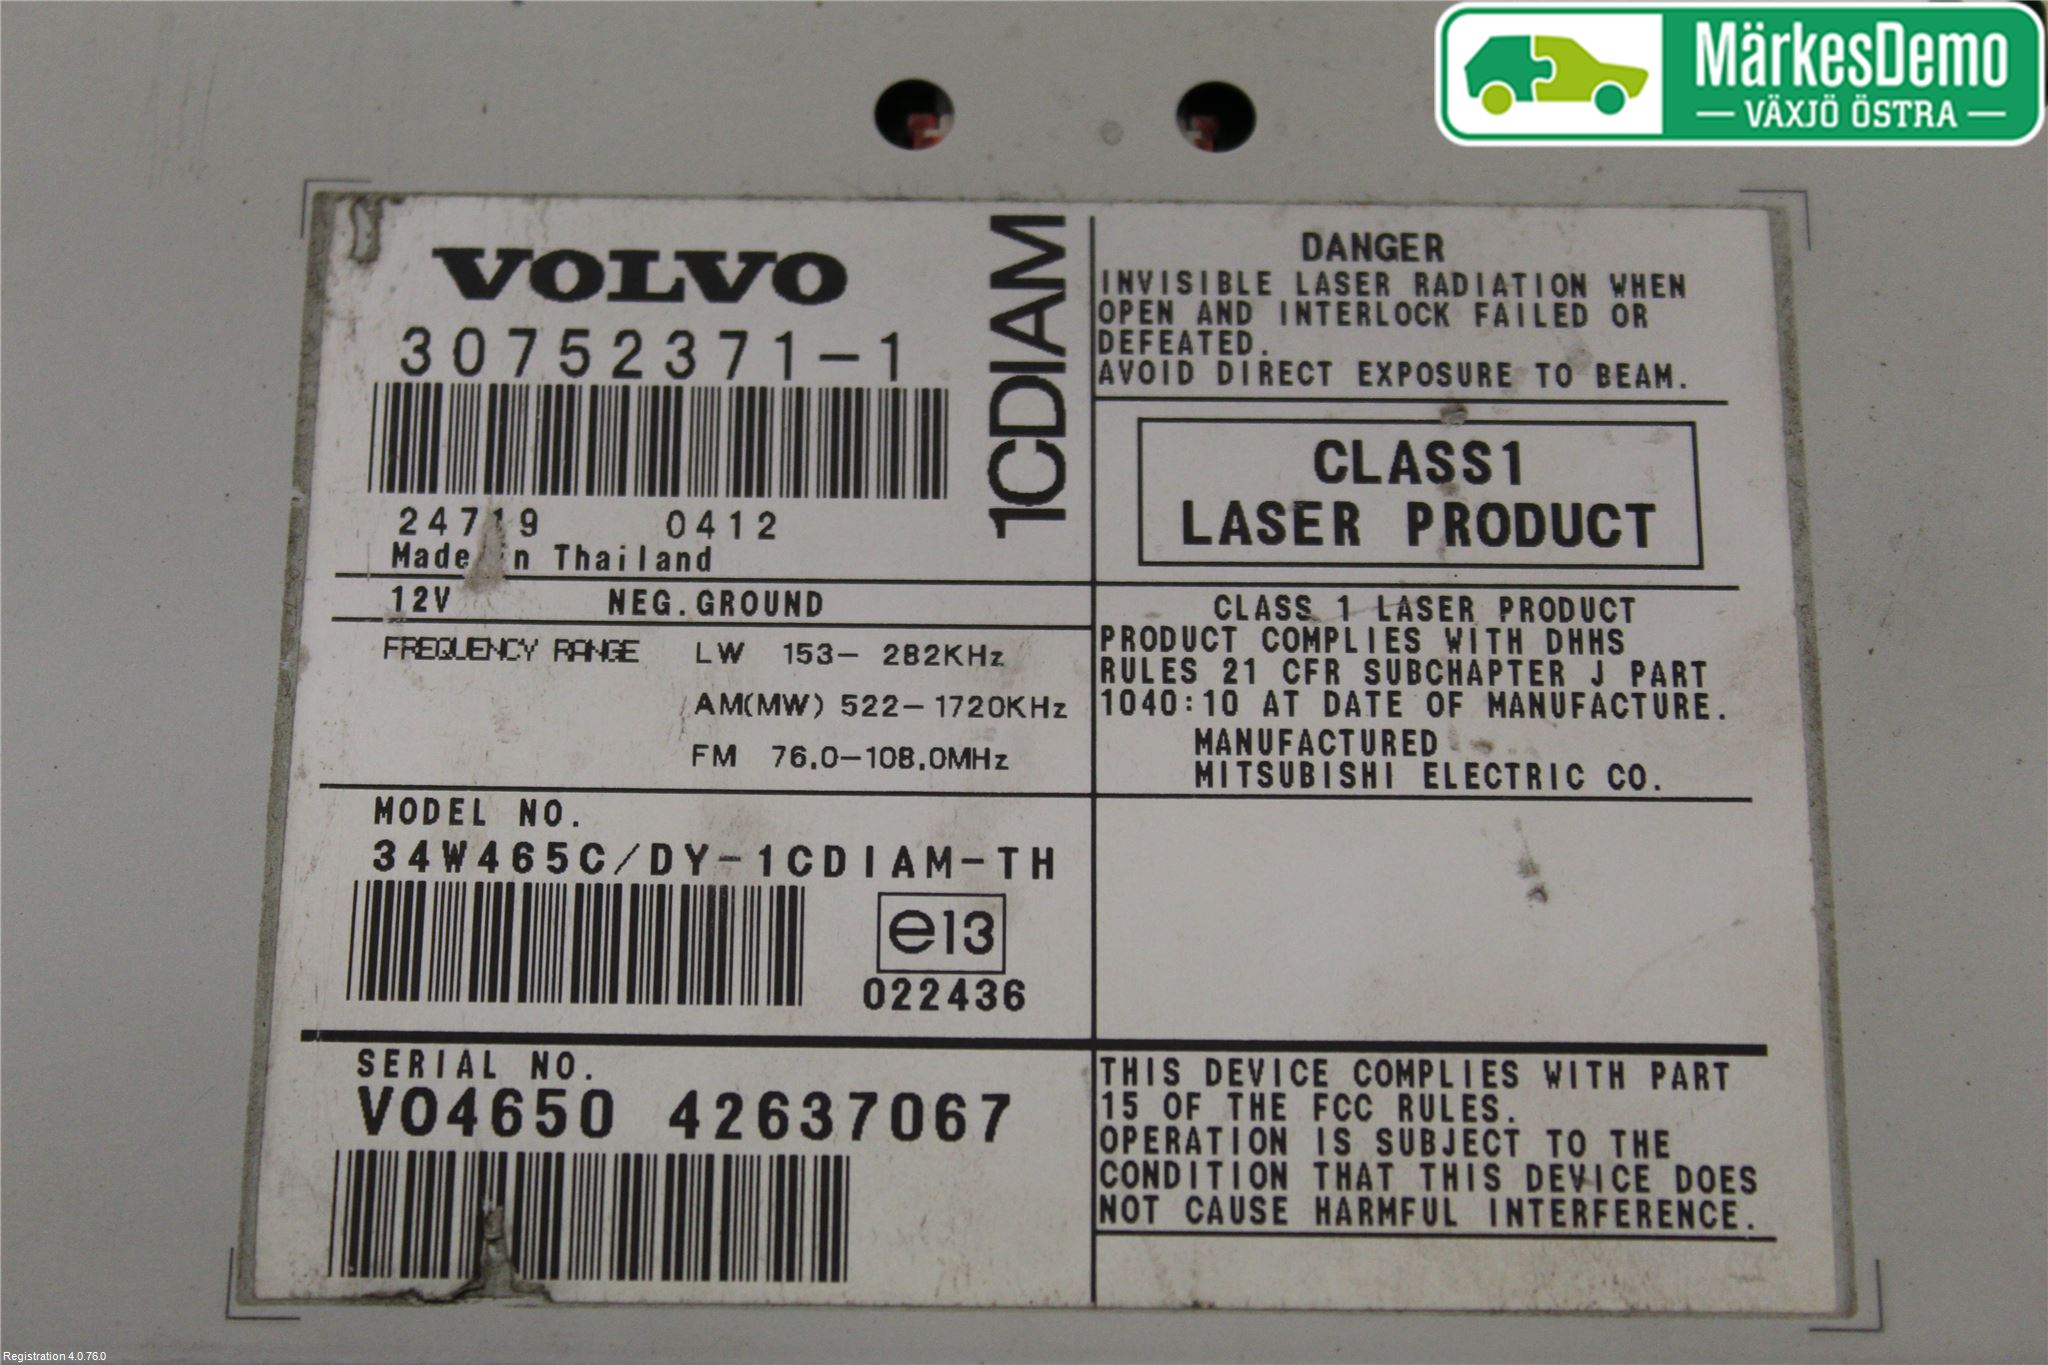 MärkesDemo
VÄXJÖ ÖSTRA
VOLVO
30752371-1
1CDIAM
24719 0412
Made in Thailand
12V NEG.GROUND
FREQUENCY RANGE LW 153- 282KHz
AM(MW) 522-1720KHz
FM 76.0-108.0MHz
MODEL NO.
34W465C/DY-1CDIAM-TH
e13
022436
SERIAL NO.
VO4650 42637067
DANGER
INVISIBLE LASER RADIATION WHEN
OPEN AND INTERLOCK FAILED OR
DEFEATED.
AVOID DIRECT EXPOSURE TO BEAM.
CLASS1
LASER PRODUCT
CLASS 1 LASER PRODUCT
PRODUCT COMPLIES WITH DHHS
RULES 21 CFR SUBCHAPTER J PART
1040:10 AT DATE OF MANUFACTURE.
MANUFACTURED
MITSUBISHI ELECTRIC CO.
THIS DEVICE COMPLIES WITH PART
15 OF THE FCC RULES.
OPERATION IS SUBJECT TO THE
CONDITION THAT THIS DEVICE DOES
NOT CAUSE HARMFUL INTERFERENCE.
Registration 4.0.76.0